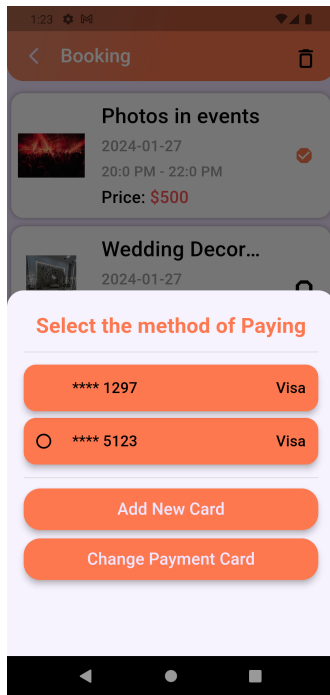 1:23
Booking
Photos in events
2024-01-27
20:0 PM - 22:0 PM
Price: $500
Wedding Decor...
2024-01-27
Select the method of Paying
**** 1297 Visa
**** 5123 Visa
Add New Card
Change Payment Card